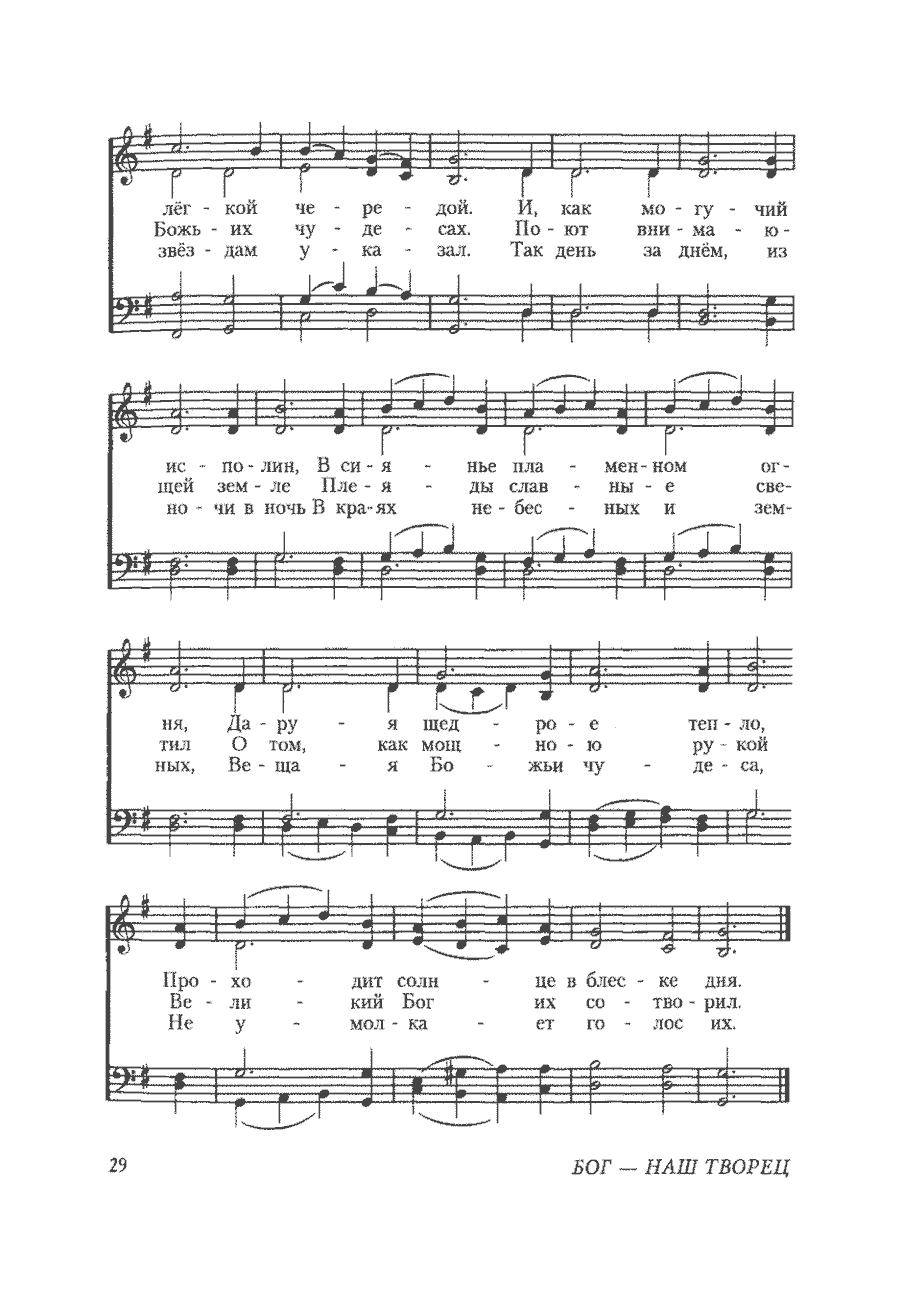 лёг - кой че - ре - дой. И, как мо - гу - чий
Божь - их чу - де - сах. По - ют вни - ма - ю -
звёз - дам у - ка - зал. Так день за днём, из
ис - по - лин, В си - я - нье пла - мен - ном ог -
щей зем - ле Пле - я - ды слав - ны - е све-
но - чи в ночь В кра-ях не - бес - ных и зем-
ня, Да - ру - я щед - ро - е теп - ло,
тил О том, как мощ - но - ю ру - кой
ных, Ве - ща - я Бо - жьи чу - де - са,
Про - хо - дит солн - це в блес - ке дня.
Ве - ли - кий Бог их со - тво - рил.
Не у - мол - ка - ет го - лос их.
29 БОГ — НАШ ТВОРЕЦ